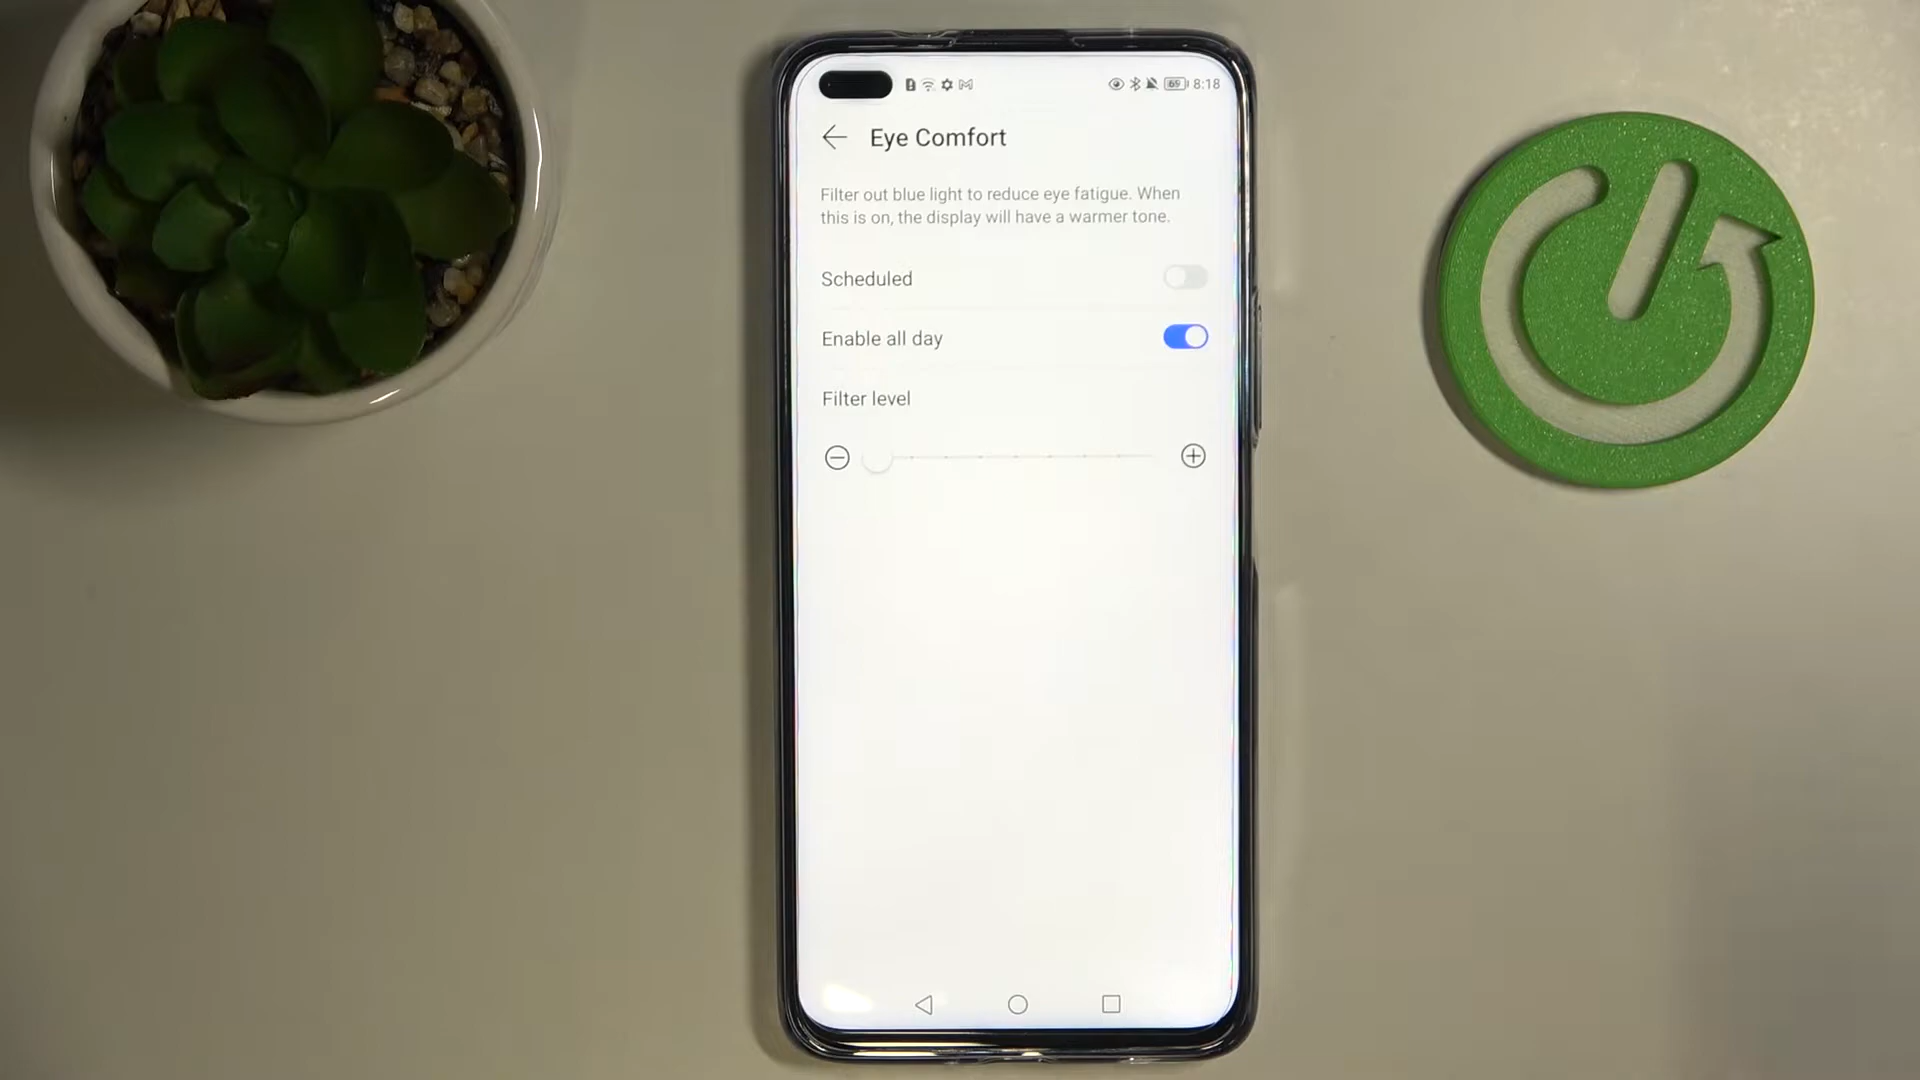 69 8:18
Eye Comfort
Filter out blue light to reduce eye fatigue. When
this is on, the display will have a warmer tone.
Scheduled
Enable all day
Filter level